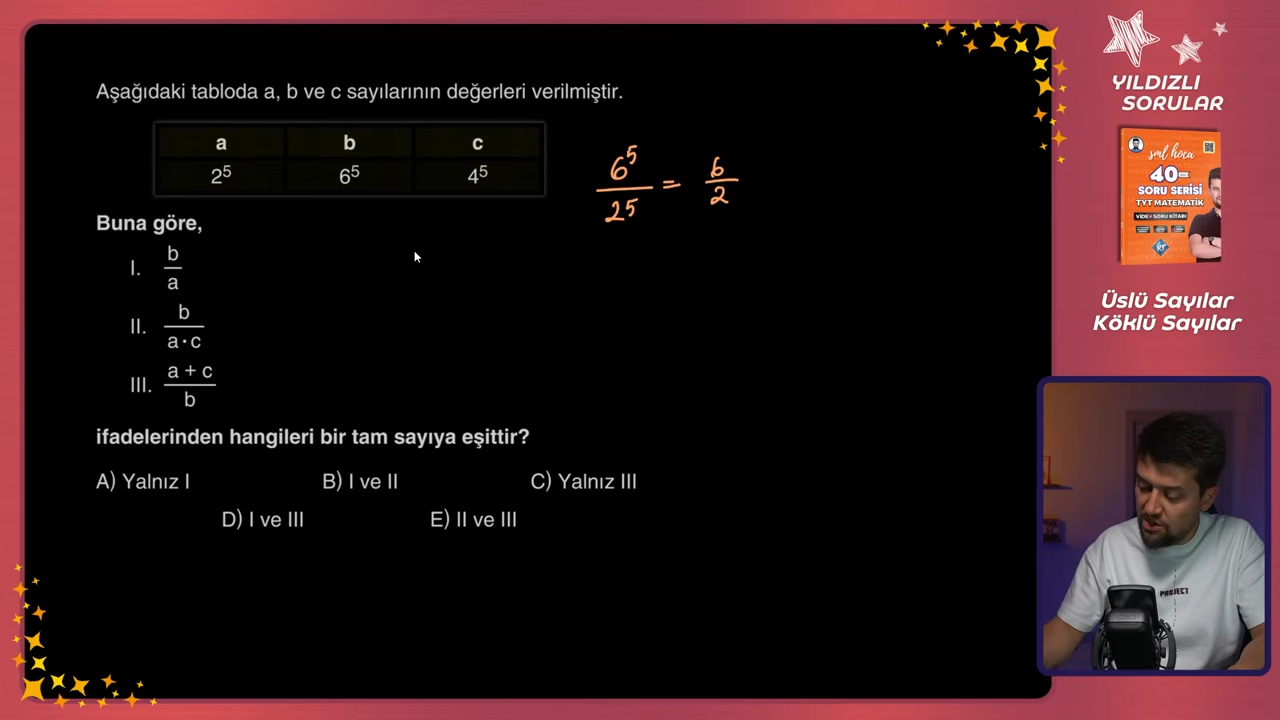 Aşağıdaki tabloda a, b ve c sayılarının değerleri verilmiştir.
a b c
2⁵ 6⁵ 4⁵
6⁵/2⁵ = 6/2
Buna göre,
I. b/a
II. b/a·c
III. a + c/b
ifadelerinden hangileri bir tam sayıya eşittir?
A) Yalnız I B) I ve II C) Yalnız III
D) I ve III E) II ve III
YILDIZLI
SORULAR
sml hoca
40
SORU SERİSİ
TYT MATEMATİK
Üslü Sayılar
Köklü Sayılar
PROJECT